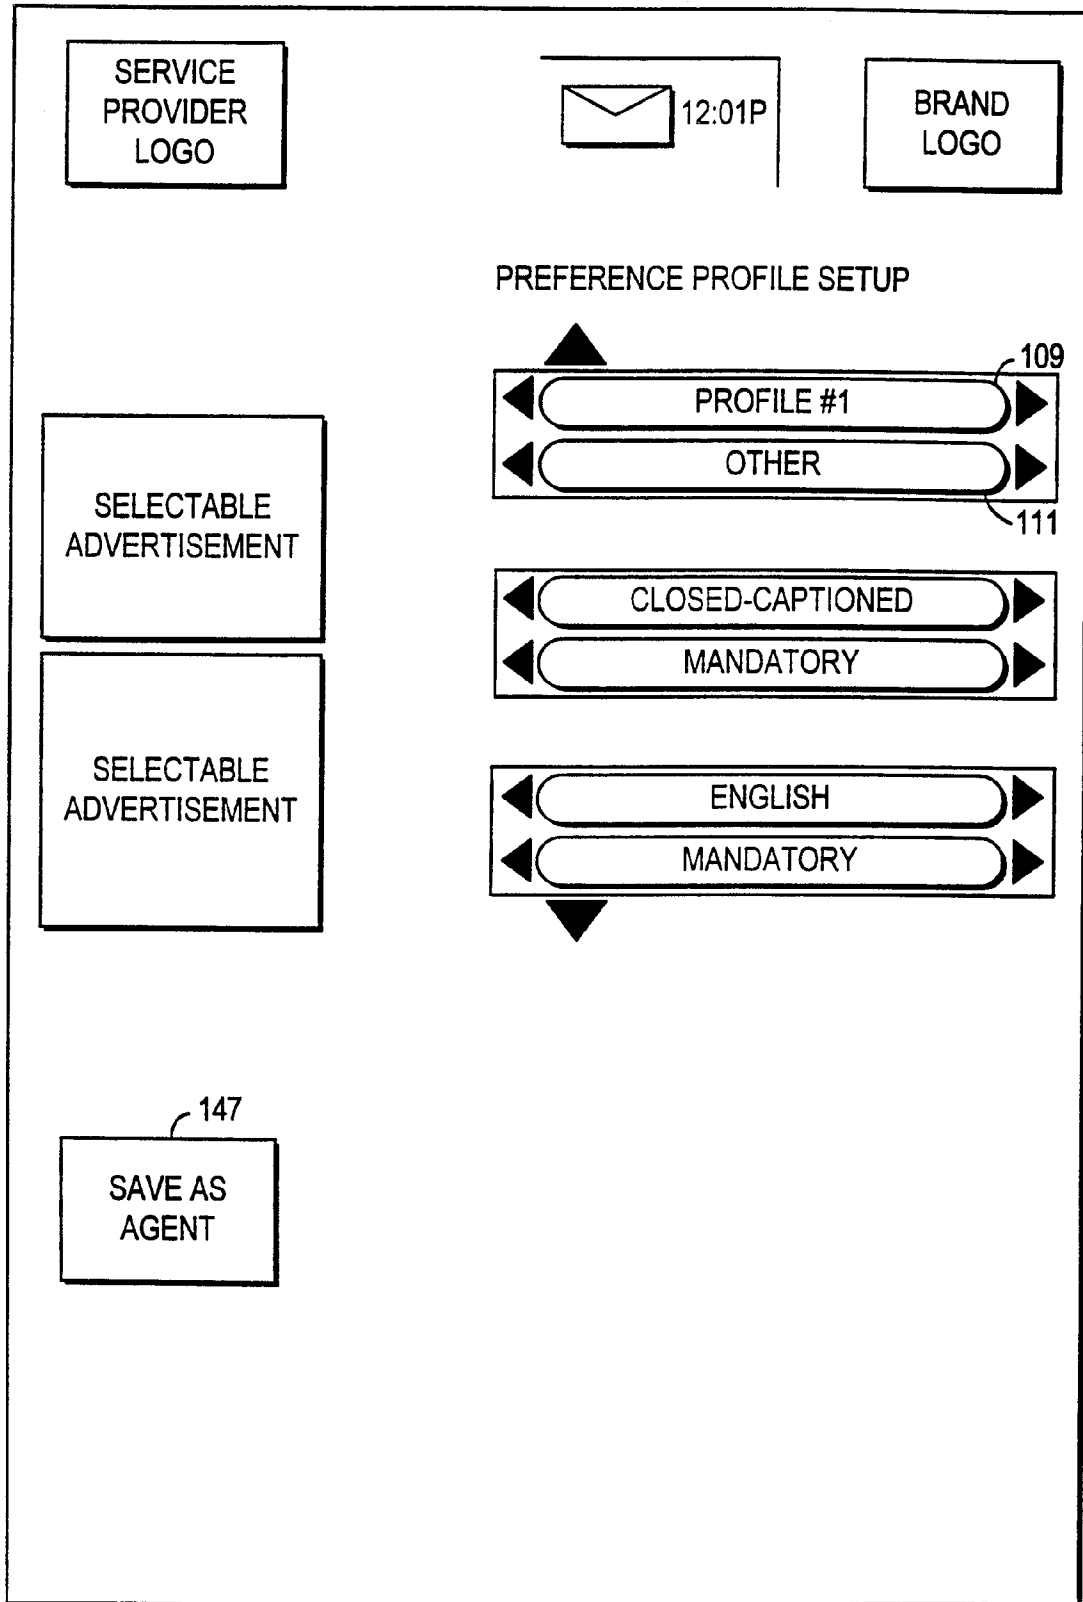 SERVICE
PROVIDER
LOGO
12:01P
BRAND
LOGO
PREFERENCE PROFILE SETUP
109
PROFILE #1
OTHER
111
SELECTABLE
ADVERTISEMENT
CLOSED-CAPTIONED
MANDATORY
SELECTABLE
ADVERTISEMENT
ENGLISH
MANDATORY
147
SAVE AS
AGENT